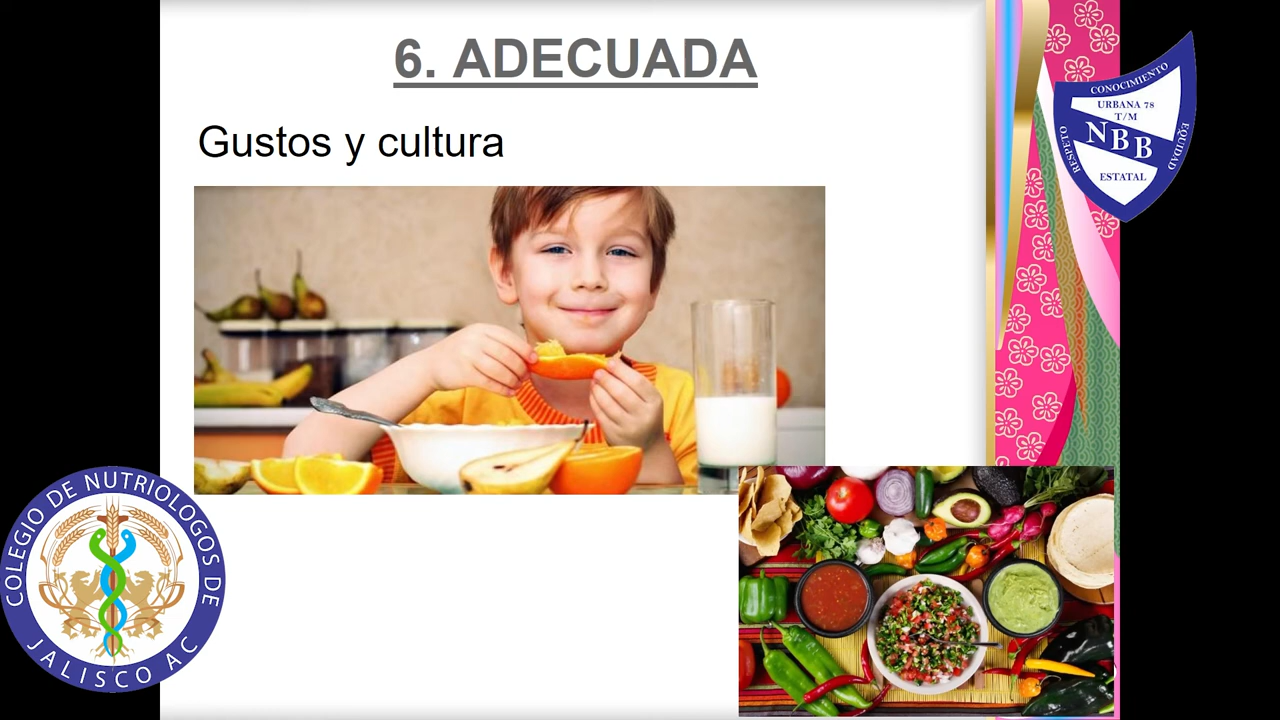 6. ADECUADA
Gustos y cultura
CONOCIMIENTO
URBANA 78
T/M
NBB
RESPETO
EQUIDAD
ESTATAL
COLEGIO DE NUTRIOLOGOS DE
JALISCO AC